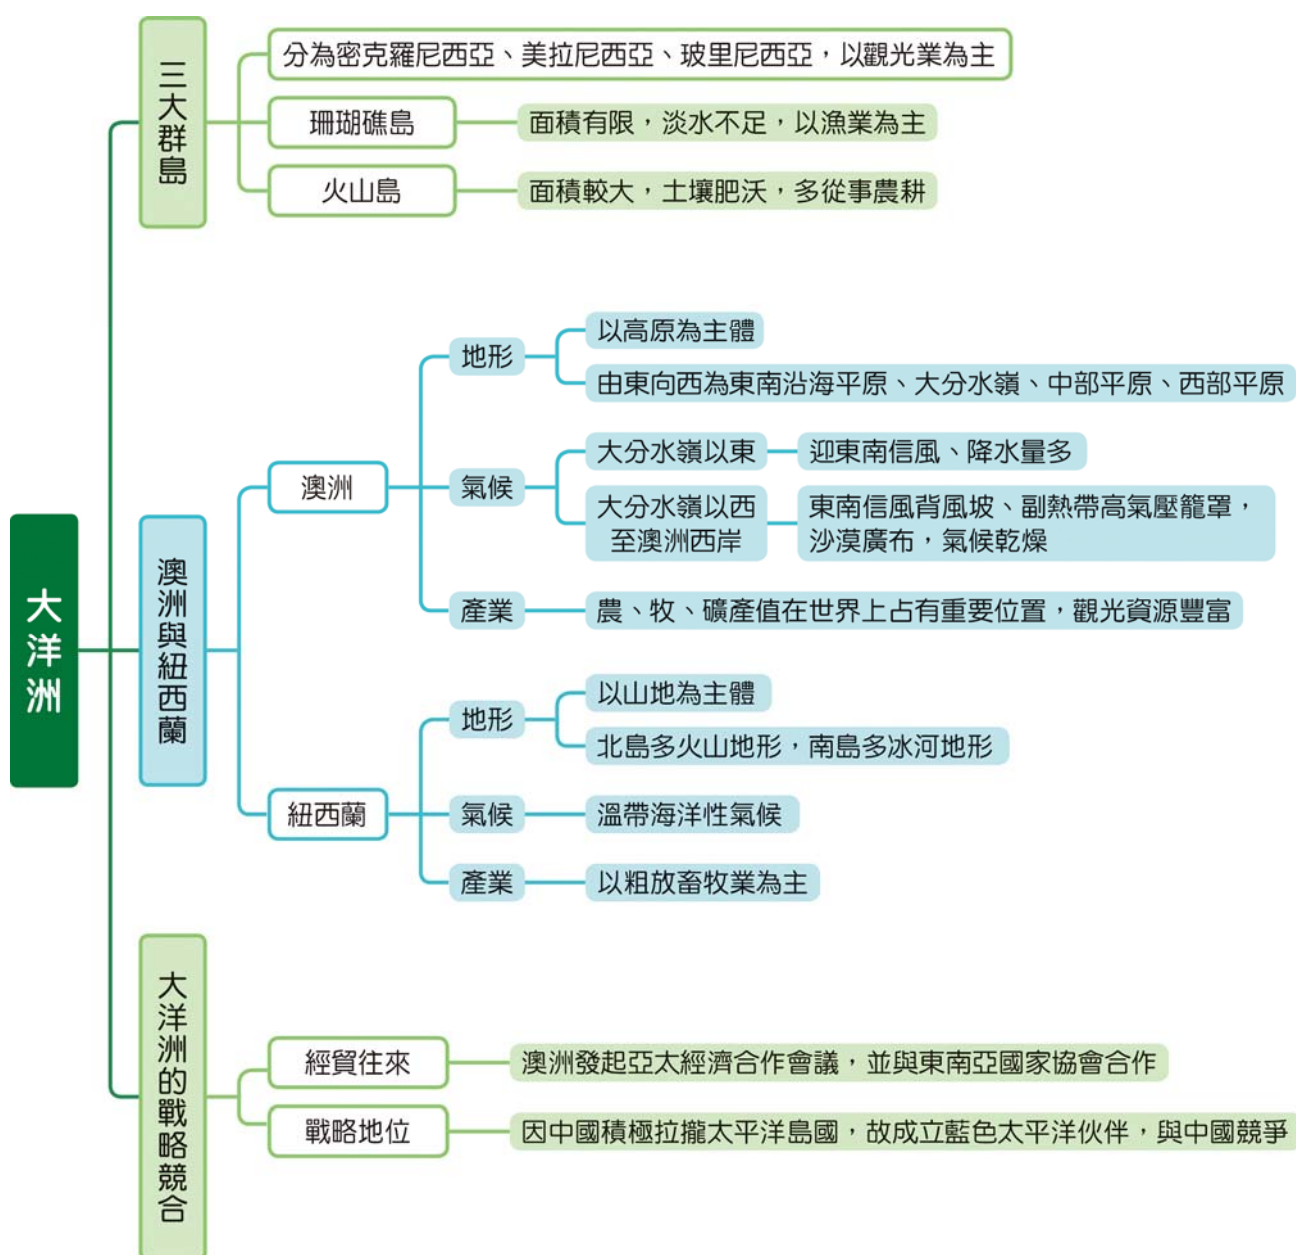 大洋洲
三大群島
分為密克羅尼西亞、美拉尼西亞、玻里尼西亞，以觀光業為主
珊瑚礁島
面積有限，淡水不足，以漁業為主
火山島
面積較大，土壤肥沃，多從事農耕
澳洲與紐西蘭
澳洲
地形
以高原為主體
由東向西為東南沿海平原、大分水嶺、中部平原、西部平原
氣候
大分水嶺以東
迎東南信風、降水量多
大分水嶺以西
至澳洲西岸
東南信風背風坡、副熱帶高氣壓籠罩，
沙漠廣布，氣候乾燥
產業
農、牧、礦產值在世界上占有重要位置，觀光資源豐富
紐西蘭
地形
以山地為主體
北島多火山地形，南島多冰河地形
氣候
溫帶海洋性氣候
產業
以粗放畜牧業為主
大洋洲的戰略競合
經貿往來
澳洲發起亞太經濟合作會議，並與東南亞國家協會合作
戰略地位
因中國積極拉攏太平洋島國，故成立藍色太平洋伙伴，與中國競爭